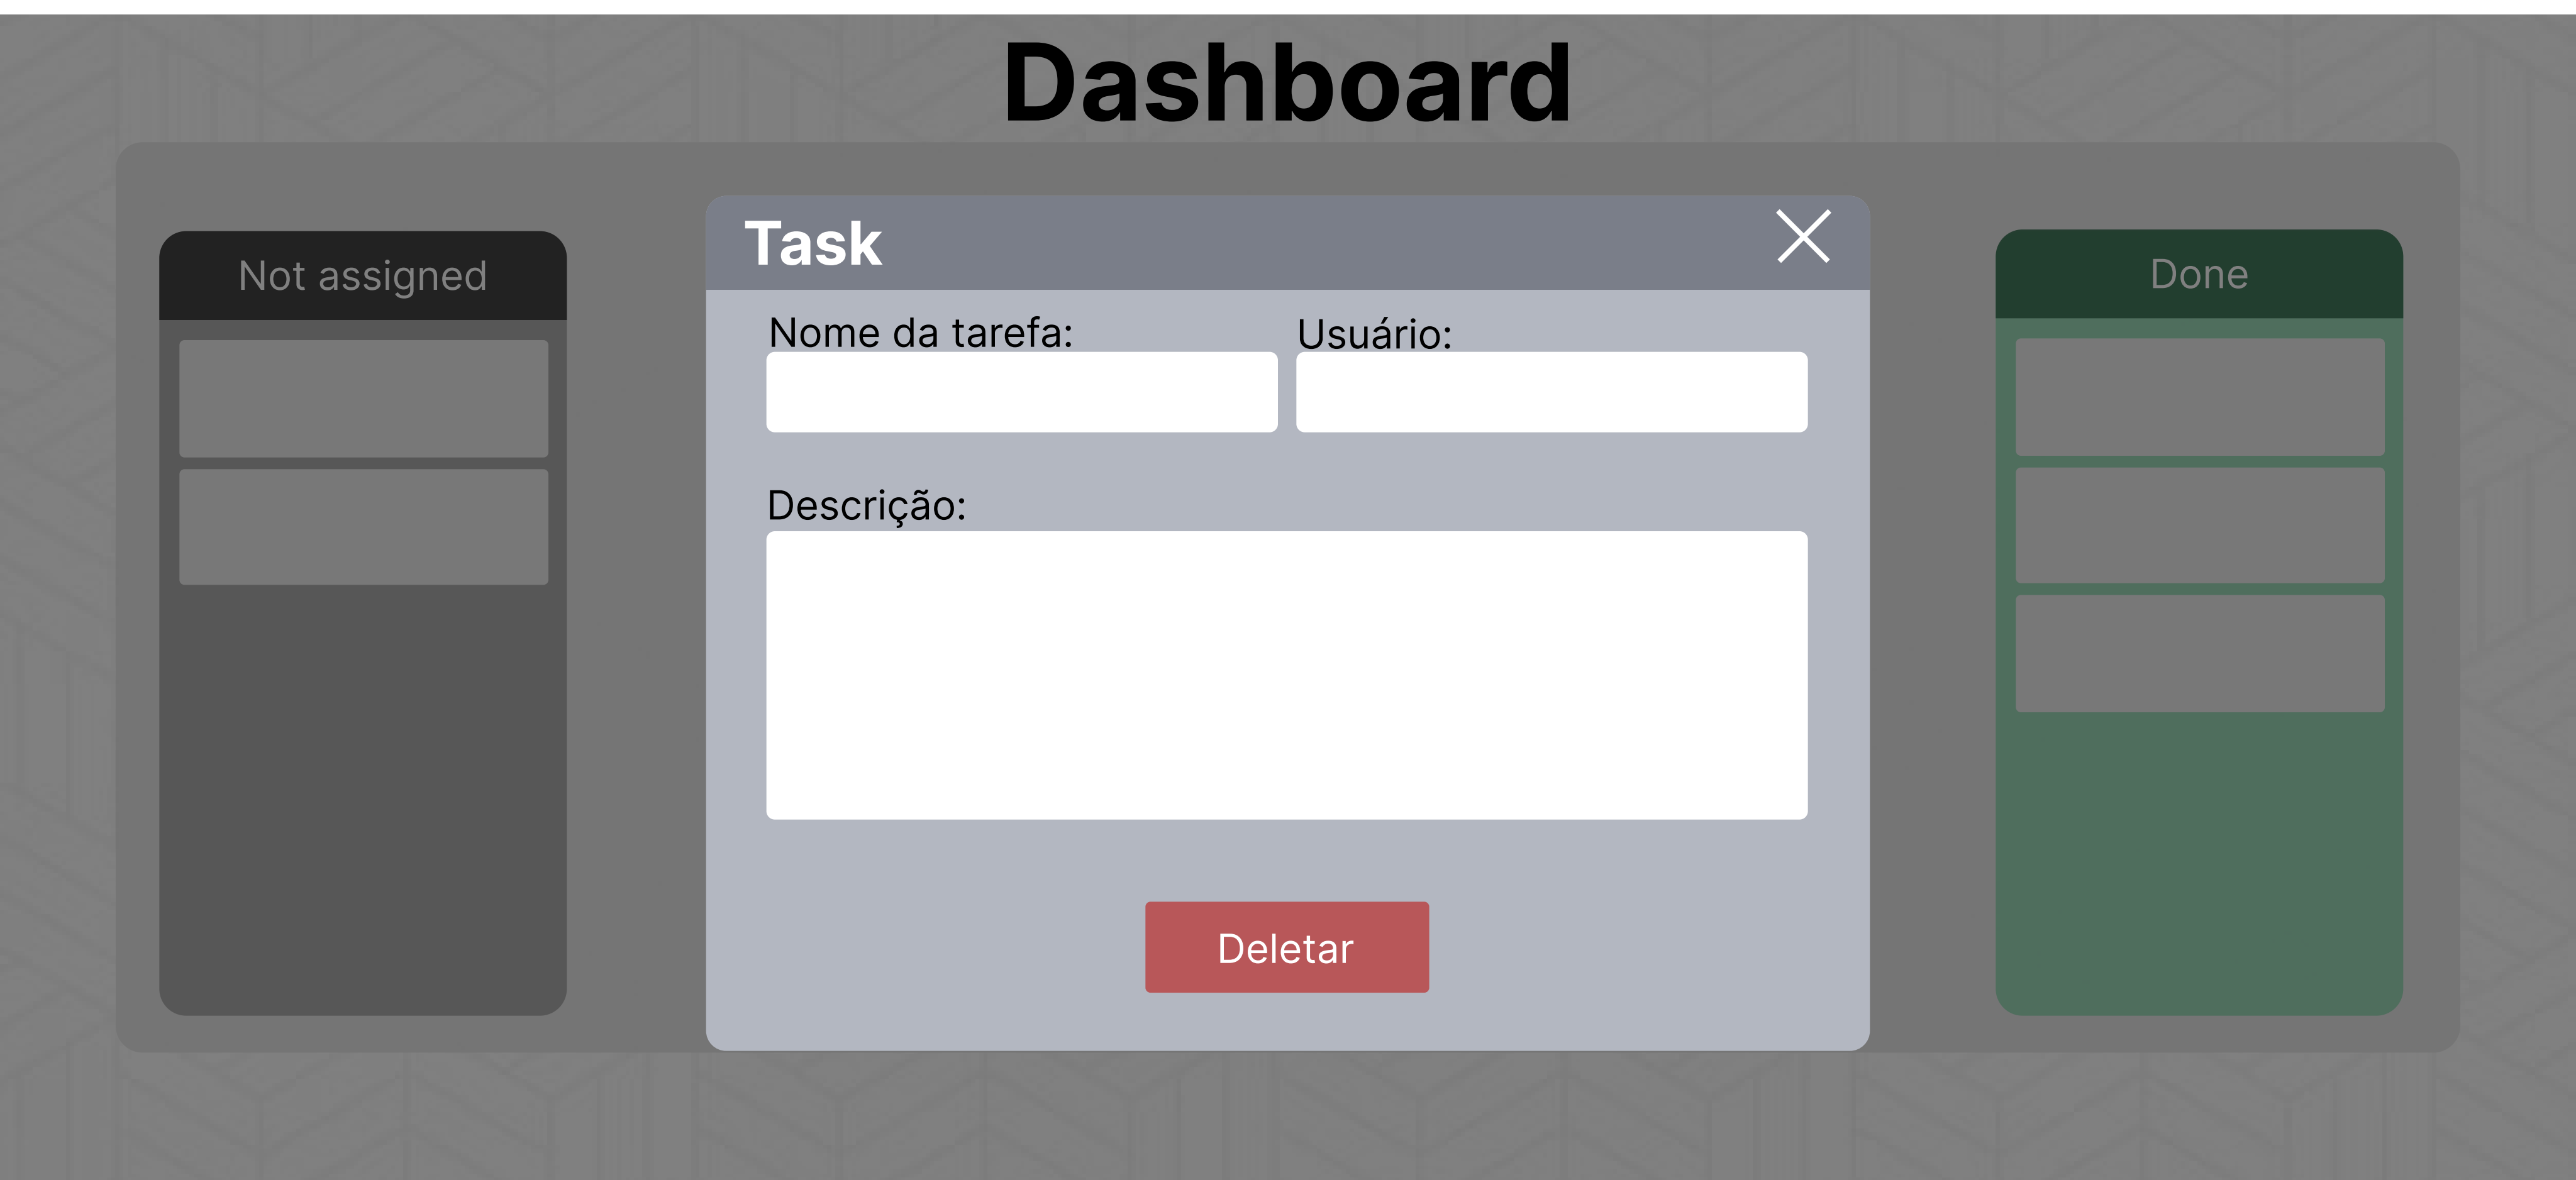 Dashboard
Not assigned
Task
Done
Nome da tarefa:
Usuário:
Descrição:
Deletar